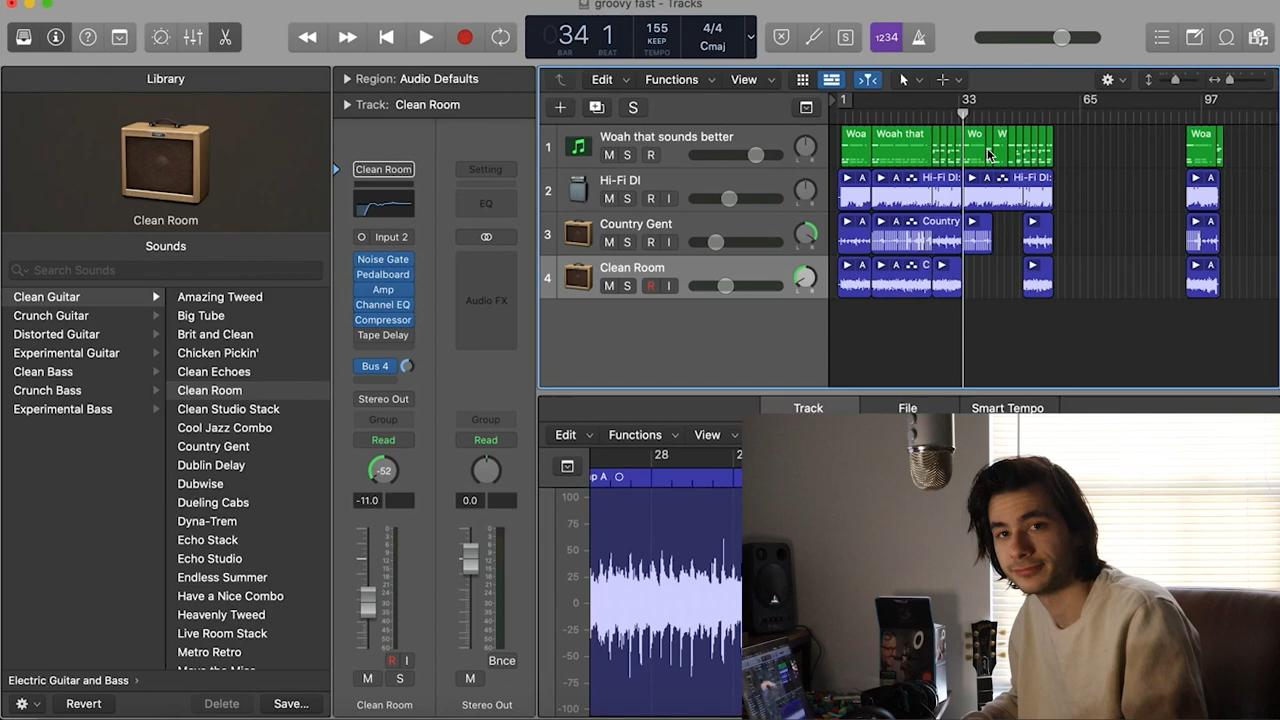 groovy fast - Tracks
34 1
BAR BEAT
155
KEEP
TEMPO
4/4
Cmaj
1234
Library
Clean Room
Sounds
Search Sounds
Clean Guitar
Crunch Guitar
Distorted Guitar
Experimental Guitar
Clean Bass
Crunch Bass
Experimental Bass
Amazing Tweed
Big Tube
Brit and Clean
Chicken Pickin'
Clean Echoes
Clean Room
Clean Studio Stack
Cool Jazz Combo
Country Gent
Dublin Delay
Dubwise
Dueling Cabs
Dyna-Trem
Echo Stack
Echo Studio
Endless Summer
Have a Nice Combo
Heavenly Tweed
Live Room Stack
Metro Retro
Electric Guitar and Bass
Revert
Delete
Save...
Region: Audio Defaults
Track: Clean Room
Clean Room
Input 2
Noise Gate
Pedalboard
Amp
Channel EQ
Compressor
Tape Delay
Bus 4
Stereo Out
Group
Read
-52
-11.0
R I
M S
Clean Room
Setting
EQ
Audio FX
Group
Read
0.0
Bnce
M
Stereo Out
Edit
Functions
View
S
1 33 65 97
1
Woah that sounds better
M S R
2
Hi-Fi DI
M S R I
3
Country Gent
M S R I
4
Clean Room
M S R I
Woa
Woah that
Wo
W
Woa
A
A
Hi-Fi DI:
A
Hi-Fi DI:
A
A
A
Country
A
A
A
C
A
Track
File
Smart Tempo
Edit
Functions
View
28
p A
100
75
50
25
0
-25
-50
-75
-100